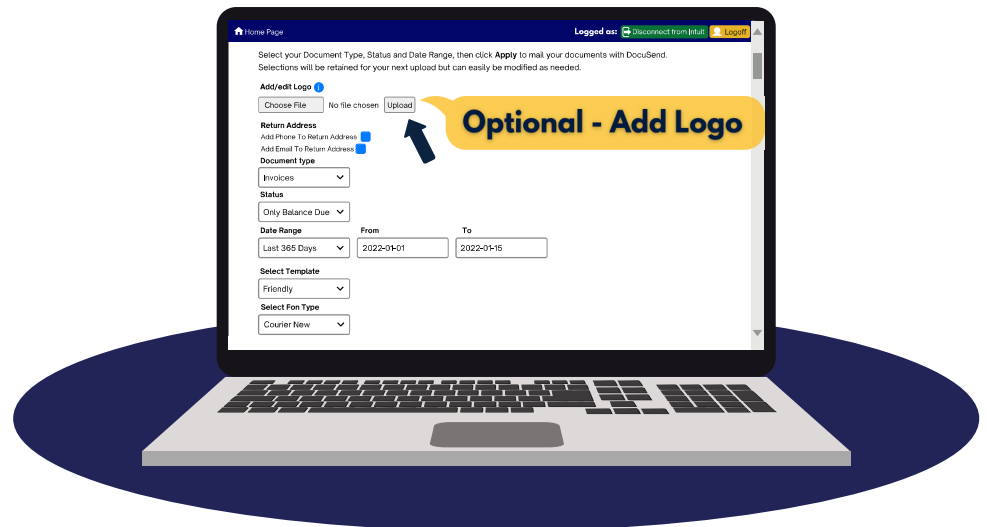 Home Page
Logged as:
Disconnect from Intuit
Logoff
Select your Document Type, Status and Date Range, then click Apply to mail your documents with DocuSend.
Selections will be retained for your next upload but can easily be modified as needed.
Add/edit Logo i
Choose File No file chosen Upload
Optional - Add Logo
Return Address
Add Phone To Return Address
Add Email To Return Address
Document type
Invoices
Status
Only Balance Due
Date Range From To
Last 365 Days 2022-01-01 2022-01-15
Select Template
Friendly
Select Fon Type
Courier New